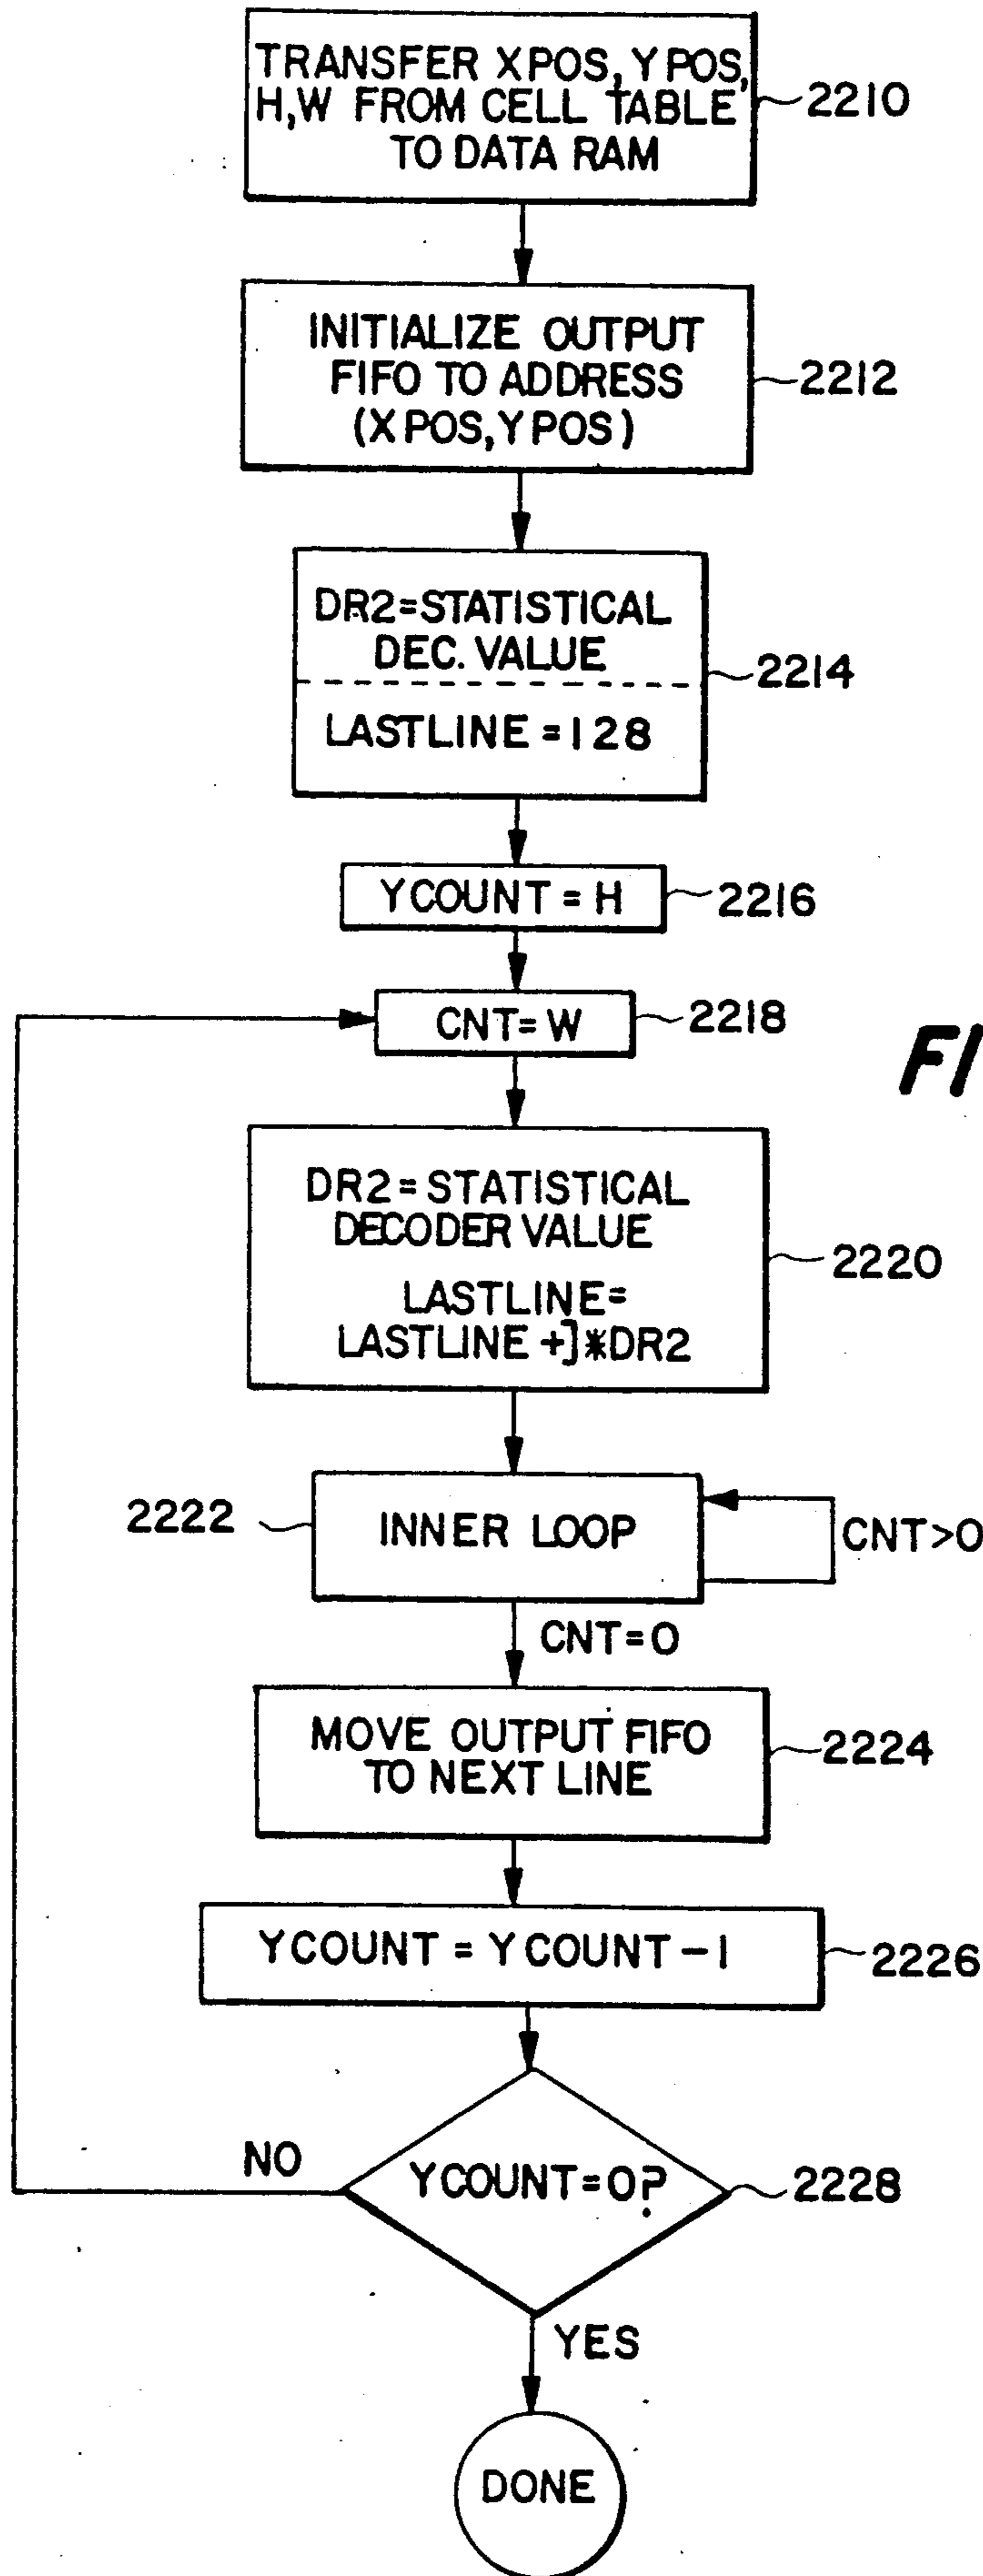 TRANSFER XPOS, YPOS,
H,W FROM CELL TABLE
TO DATA RAM
2210
INITIALIZE OUTPUT
FIFO TO ADDRESS
(XPOS,YPOS)
2212
DR2=STATISTICAL
DEC. VALUE
LASTLINE =128
2214
YCOUNT = H
2216
CNT=W
2218
FI
DR2=STATISTICAL
DECODER VALUE
LASTLINE=
LASTLINE +]*DR2
2220
2222
INNER LOOP
CNT>0
CNT=0
MOVE OUTPUT FIFO
TO NEXT LINE
2224
YCOUNT = YCOUNT-1
2226
NO
YCOUNT=0?
2228
YES
DONE